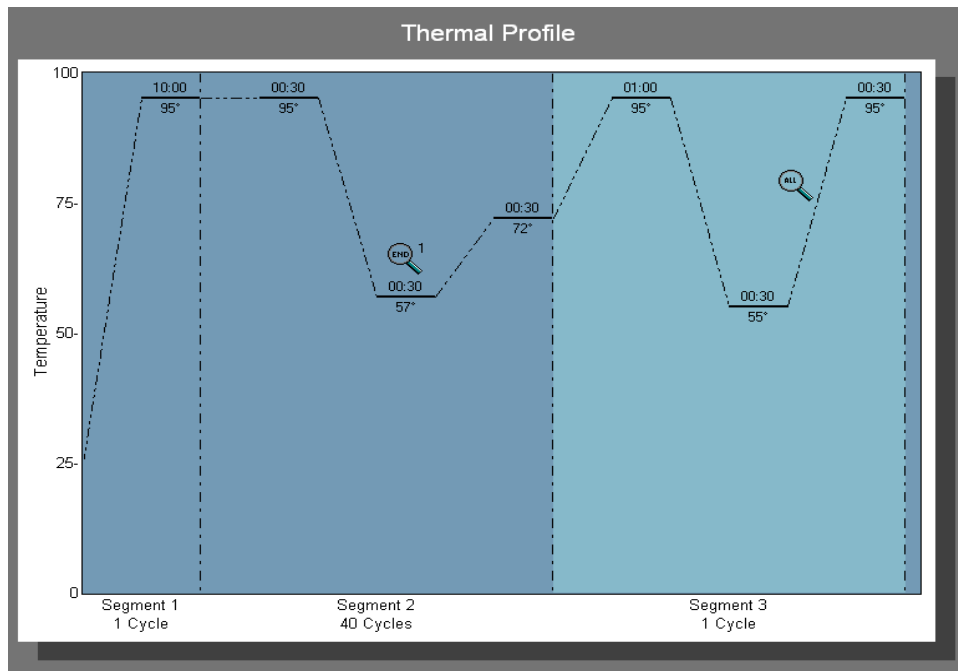 Thermal Profile
100
75-
50-
25-
0
Temperature
10:00
95°
00:30
95°
END 1
00:30
57°
00:30
72°
01:00
95°
ALL
00:30
55°
00:30
95°
Segment 1
1 Cycle
Segment 2
40 Cycles
Segment 3
1 Cycle